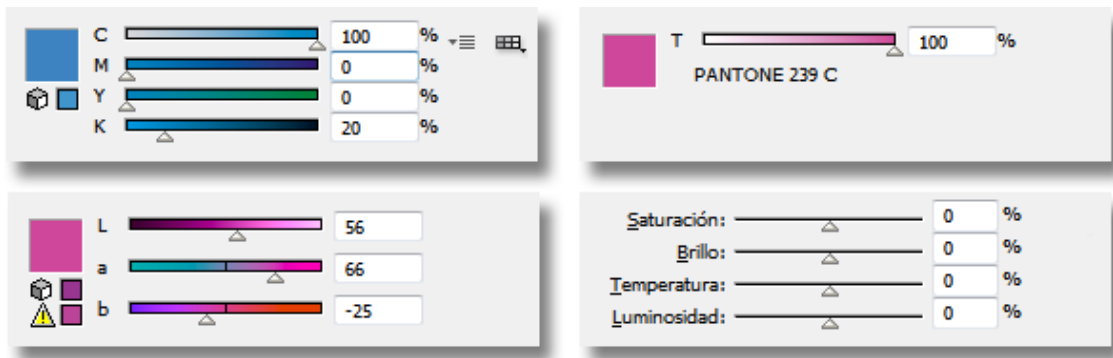 C 100 %
M 0 %
Y 0 %
K 20 %
T 100 %
PANTONE 239 C
L 56
a 66
b -25
Saturación: 0 %
Brillo: 0 %
Temperatura: 0 %
Luminosidad: 0 %